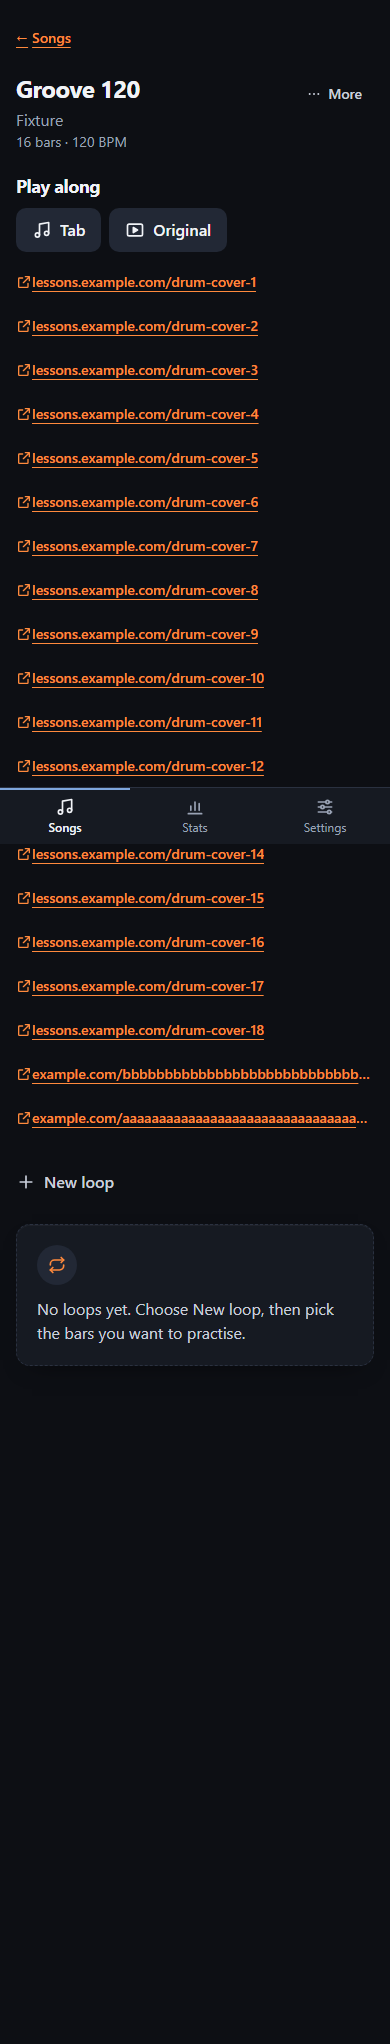 ← Songs
Groove 120
··· More
Fixture
16 bars · 120 BPM
Play along
Tab
Original
lessons.example.com/drum-cover-1
lessons.example.com/drum-cover-2
lessons.example.com/drum-cover-3
lessons.example.com/drum-cover-4
lessons.example.com/drum-cover-5
lessons.example.com/drum-cover-6
lessons.example.com/drum-cover-7
lessons.example.com/drum-cover-8
lessons.example.com/drum-cover-9
lessons.example.com/drum-cover-10
lessons.example.com/drum-cover-11
lessons.example.com/drum-cover-12
Songs
Stats
Settings
lessons.example.com/drum-cover-14
lessons.example.com/drum-cover-15
lessons.example.com/drum-cover-16
lessons.example.com/drum-cover-17
lessons.example.com/drum-cover-18
example.com/bbbbbbbbbbbbbbbbbbbbbbbbbbbb...
example.com/aaaaaaaaaaaaaaaaaaaaaaaaaaaaaaaa...
+ New loop
No loops yet. Choose New loop, then pick
the bars you want to practise.